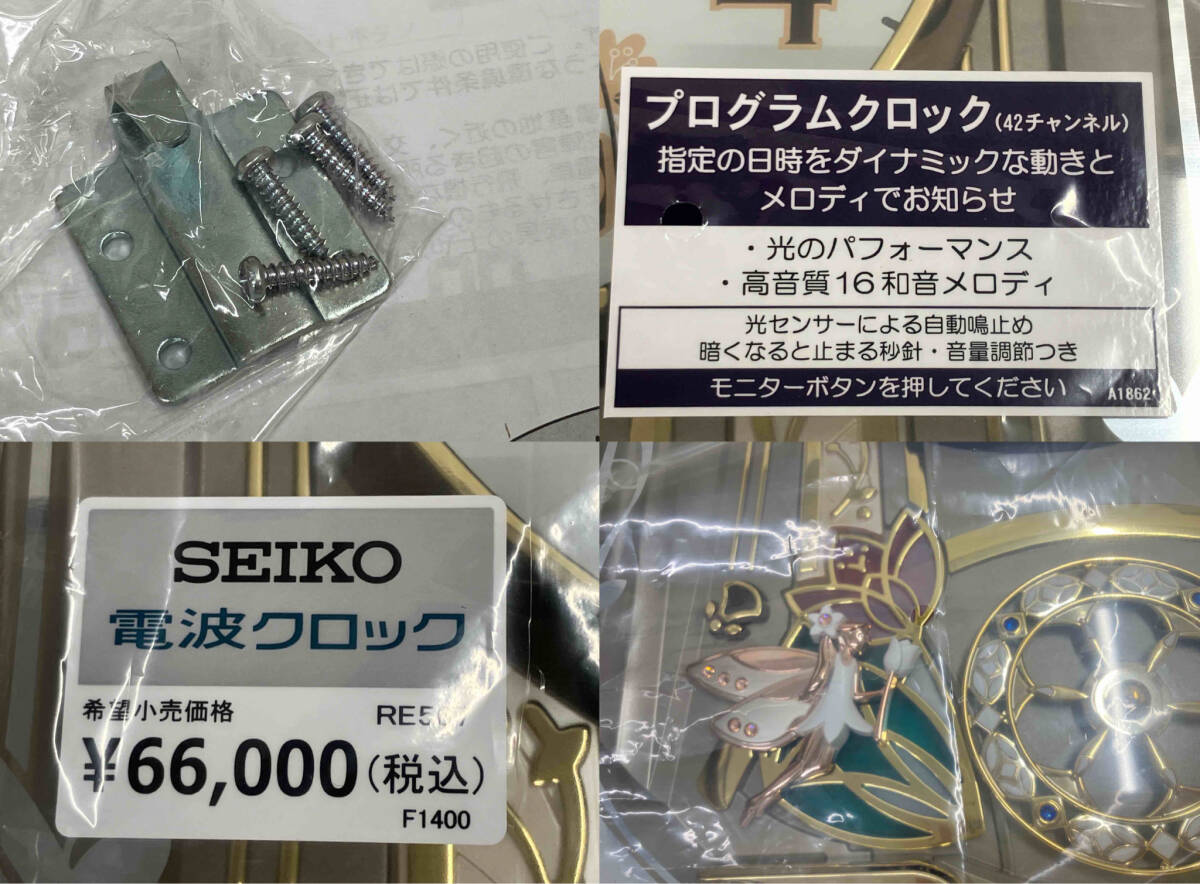 プログラムクロック(42チャンネル)
指定の日時をダイナミックな動きと
メロディでお知らせ
・光のパフォーマンス
・高音質16和音メロディ
光センサーによる自動鳴止め
暗くなると止まる秒針・音量調節つき
モニターボタンを押してください
A1862
SEIKO
電波クロック
希望小売価格
¥66,000(税込)
F1400